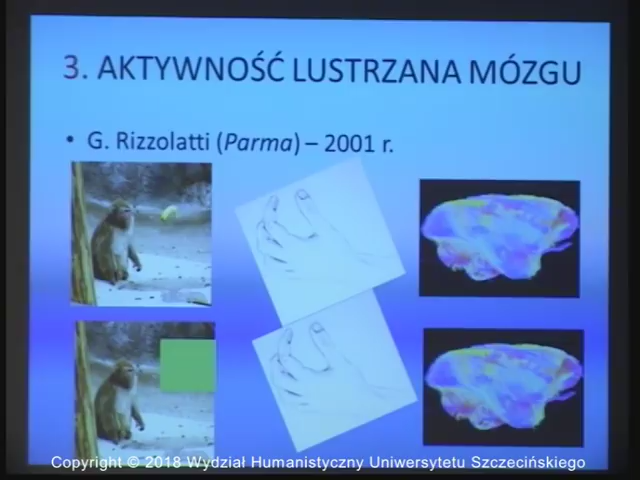 3. AKTYWNOŚĆ LUSTRZANA MÓZGU
• G. Rizzolatti (Parma) – 2001 r.
Copyright © 2018 Wydział Humanistyczny Uniwersytetu Szczecińskiego